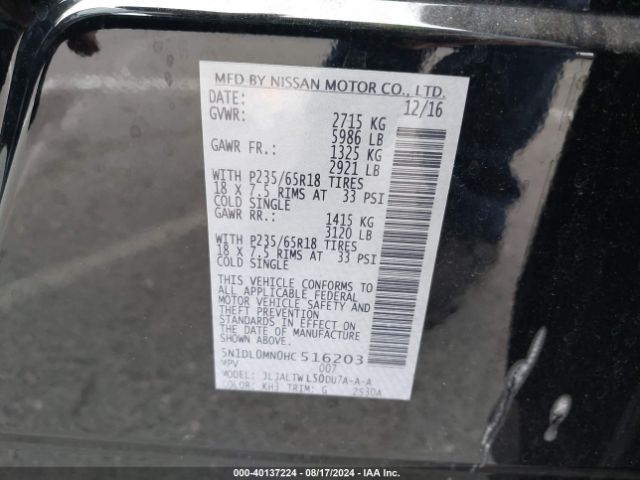 MFD BY NISSAN MOTOR CO., LTD.
DATE: 12/16
GVWR: 2715 KG
5986 LB
GAWR FR.: 1325 KG
2921 LB
WITH P235/65R18 TIRES
18 X 7.5 RIMS AT 33 PSI
COLD SINGLE
GAWR RR.: 1415 KG
3120 LB
WITH P235/65R18 TIRES
18 X 7.5 RIMS AT 33 PSI
COLD SINGLE
THIS VEHICLE CONFORMS TO
ALL APPLICABLE FEDERAL
MOTOR VEHICLE SAFETY AND
THEFT PREVENTION
STANDARDS IN EFFECT ON
THE DATE OF MANUFACTURE
SHOWN ABOVE.
5N1DL0MN0HC 516203
MPV 007
MODEL: JLJALTWL50DU7A-A-A
COLOR: KH3 TRIM: G 2530A
000-40137224 - 08/17/2024 - IAA Inc.